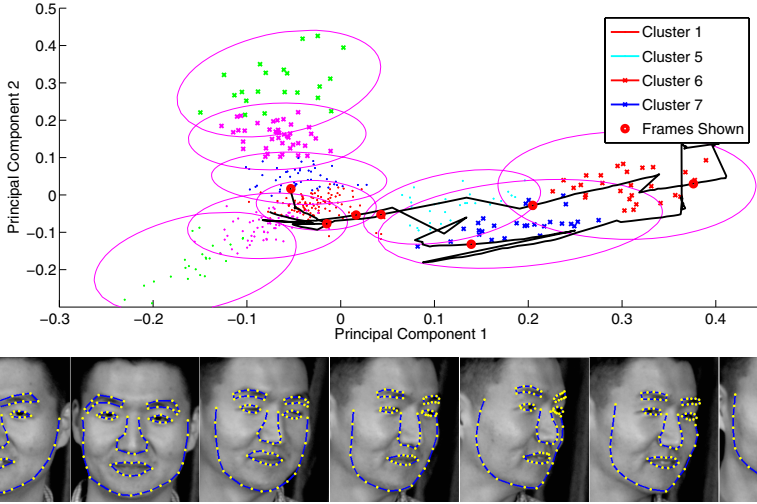 0.5
0.4
0.3
0.2
0.1
0
−0.1
−0.2
Principal Component 2
−0.3
−0.2
−0.1
0
0.1
0.2
0.3
0.4
Principal Component 1
Cluster 1
Cluster 5
Cluster 6
Cluster 7
Frames Shown